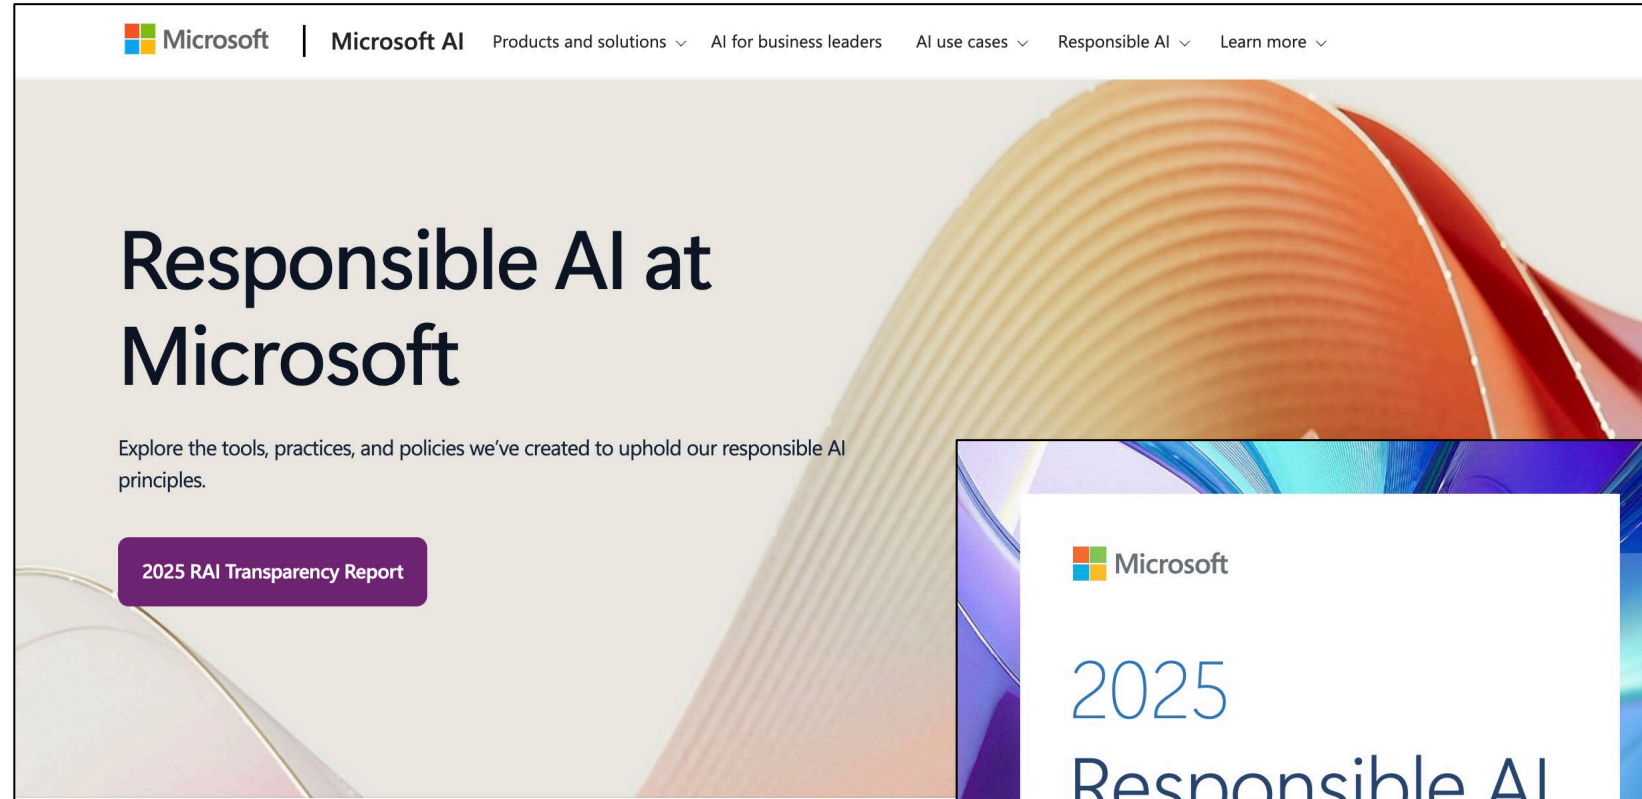 Microsoft | Microsoft AI Products and solutions AI for business leaders AI use cases Responsible AI Learn more
Responsible AI at
Microsoft
Explore the tools, practices, and policies we've created to uphold our responsible AI
principles.
2025 RAI Transparency Report
Microsoft
2025
Responsible AI